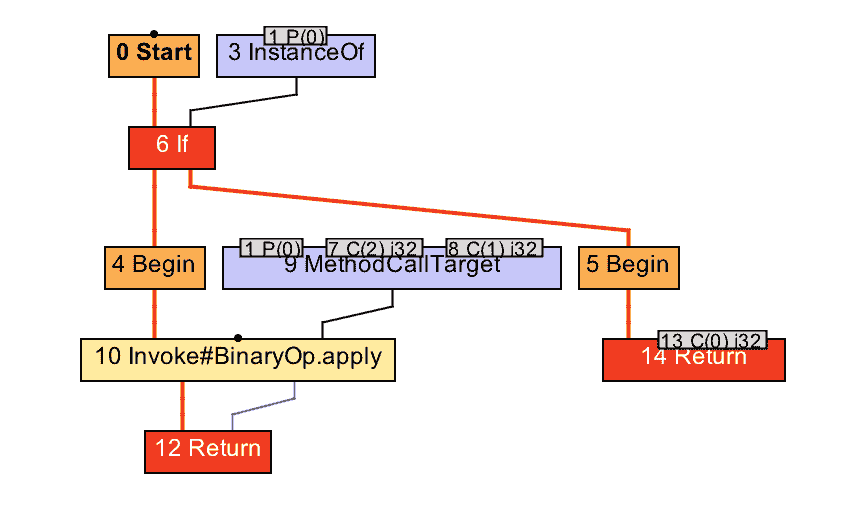 1 P(0)
0 Start
3 InstanceOf
6 If
1 P(0)
7 C(2) i32
8 C(1) i32
4 Begin
9 MethodCallTarget
5 Begin
13 C(0) i32
10 Invoke#BinaryOp.apply
14 Return
12 Return